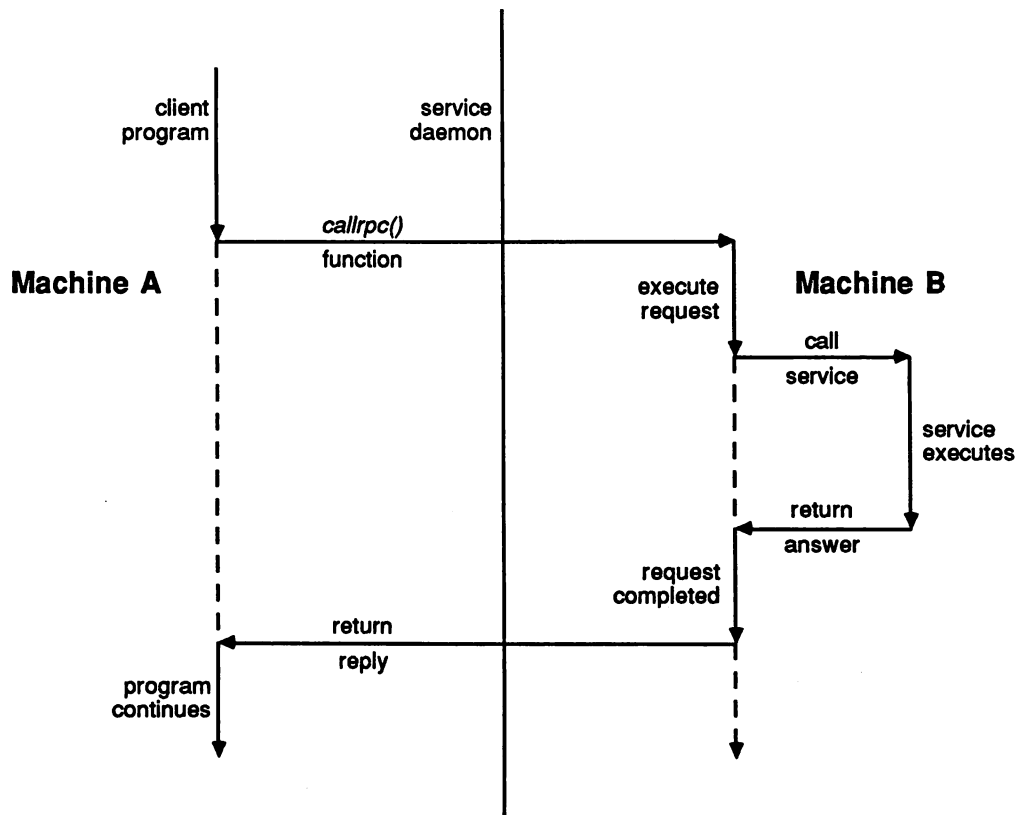 client
program
service
daemon
callrpc()
function
Machine A
execute
request
Machine B
call
service
service
executes
return
answer
request
completed
return
reply
program
continues